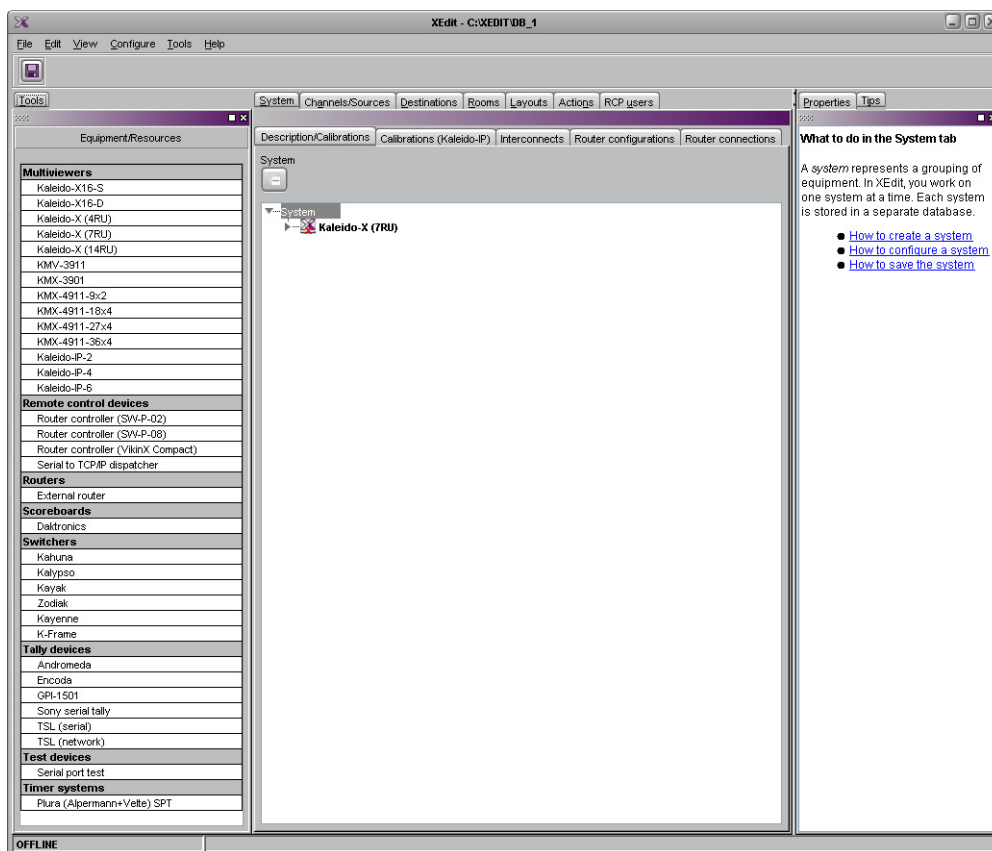 XEdit - C:\XEDIT\DB_1
File Edit View Configure Tools Help
Tools
Equipment/Resources
Multiviewers
Kaleido-X16-S
Kaleido-X16-D
Kaleido-X (4RU)
Kaleido-X (7RU)
Kaleido-X (14RU)
KMV-3911
KMX-3901
KMX-4911-9x2
KMX-4911-18x4
KMX-4911-27x4
KMX-4911-36x4
Kaleido-IP-2
Kaleido-IP-4
Kaleido-IP-6
Remote control devices
Router controller (SW-P-02)
Router controller (SW-P-08)
Router controller (VikinX Compact)
Serial to TCP/IP dispatcher
Routers
External router
Scoreboards
Daktronics
Switchers
Kahuna
Kalypso
Kayak
Zodiak
Kayenne
K-Frame
Tally devices
Andromeda
Encoda
GPI-1501
Sony serial tally
TSL (serial)
TSL (network)
Test devices
Serial port test
Timer systems
Plura (Alpermann+Velte) SPT
System Channels/Sources Destinations Rooms Layouts Actions RCP users
Description/Calibrations Calibrations (Kaleido-IP) Interconnects Router configurations Router connections
System
System
Kaleido-X (7RU)
Properties Tips
What to do in the System tab
A system represents a grouping of
equipment. In XEdit, you work on
one system at a time. Each system
is stored in a separate database.
How to create a system
How to configure a system
How to save the system
OFFLINE